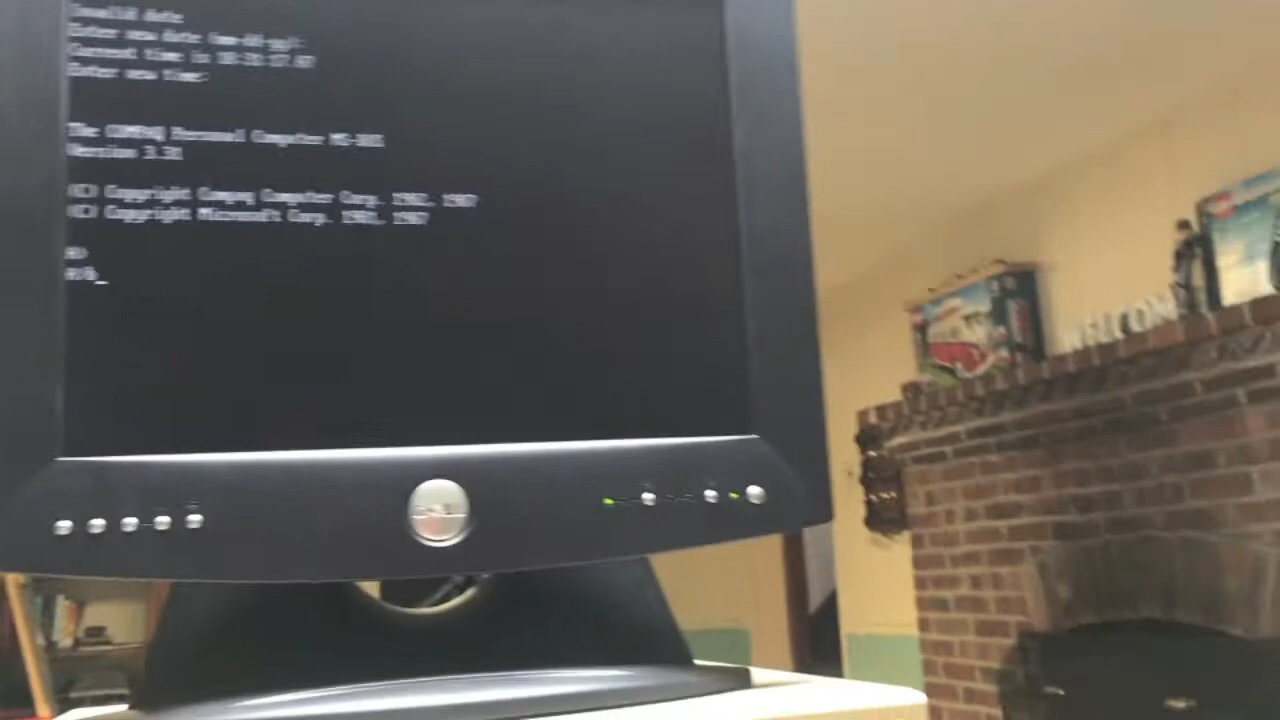 Invalid date
Enter new date (mm-dd-yy):
Current time is
Enter new time:
The COMPAQ Personal Computer MS-DOS
Version 3.31
(C) Copyright Compaq Computer Corp. 1982, 1987
(C) Copyright Microsoft Corp. 1981, 1987
A>
WELCOM